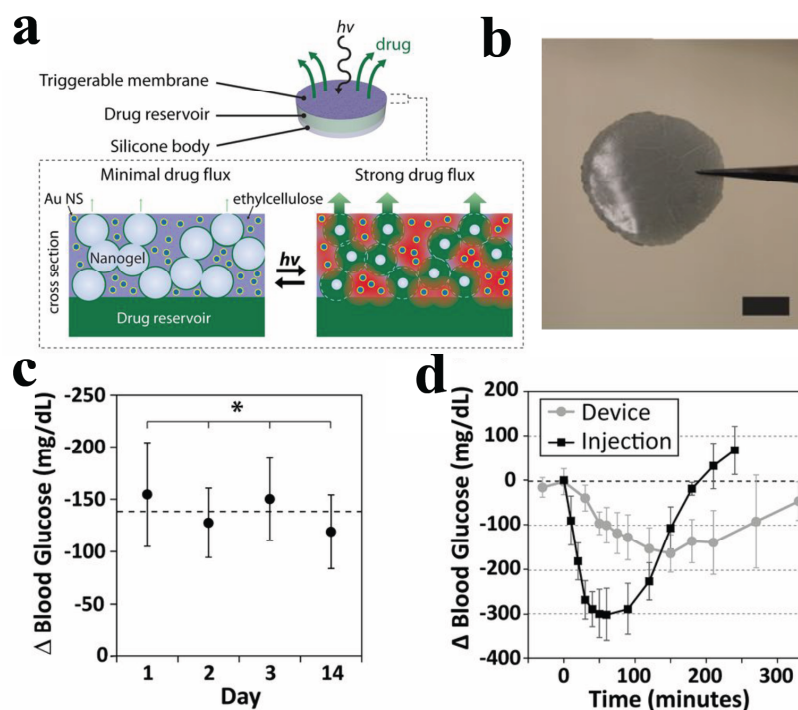 a
hv
drug
Triggerable membrane
Drug reservoir
Silicone body
Minimal drug flux
Strong drug flux
Au NS
ethylcellulose
cross section
Nanogel
hv
Drug reservoir
b
c
Δ Blood Glucose (mg/dL)
-250
-200
-150
-100
-50
0
*
1 2 3 14
Day
d
Δ Blood Glucose (mg/dL)
200
100
0
-100
-200
-300
-400
Device
Injection
0 100 200 300
Time (minutes)